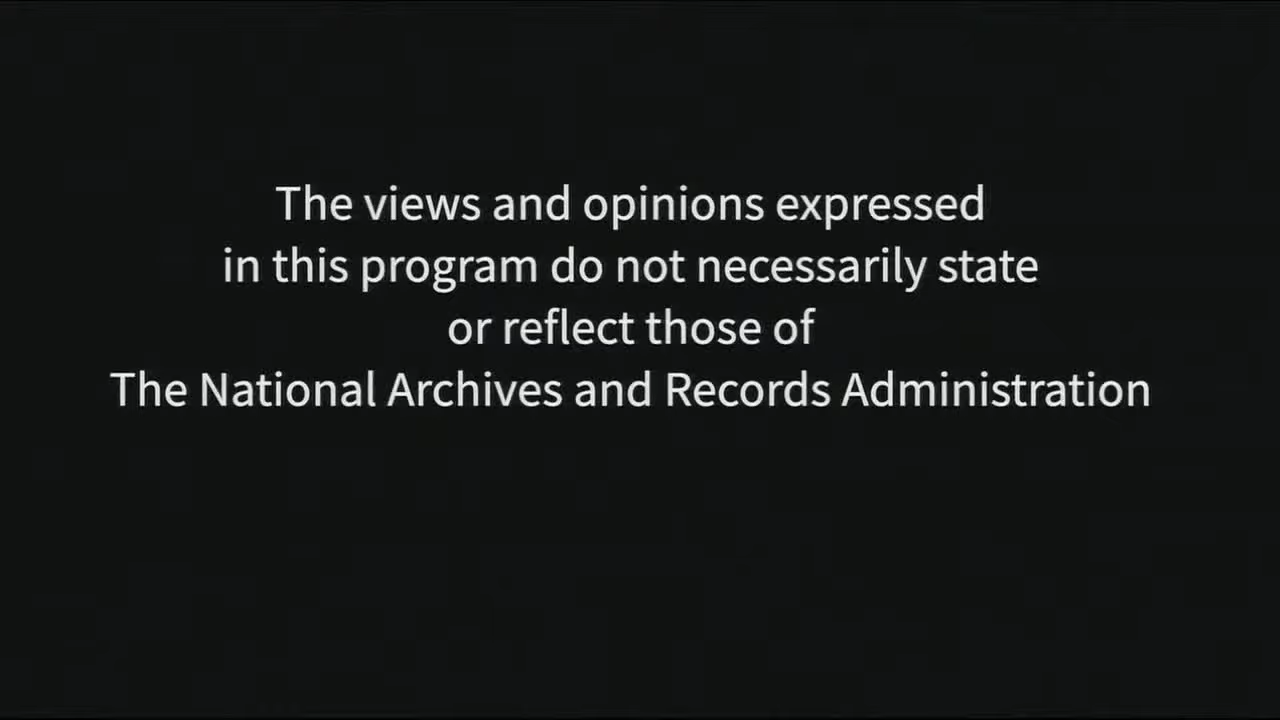 The views and opinions expressed
in this program do not necessarily state
or reflect those of
The National Archives and Records Administration